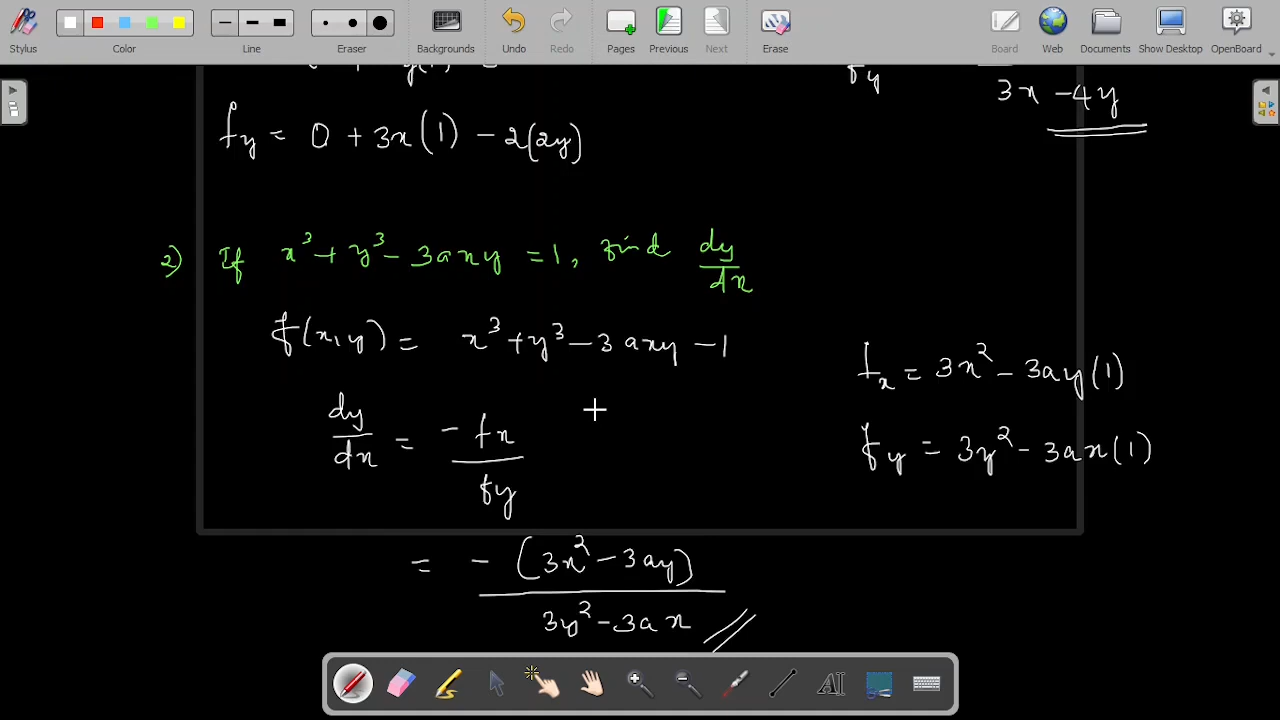 Stylus Color Line Eraser Backgrounds Undo Redo Pages Previous Next Erase Board Web Documents Show Desktop OpenBoard
fy
3x - 4y
fy = 0 + 3x(1) - 2(2y)
2) If x³ + y³ - 3axy = 1, find dy/dx
f(x,y) = x³ + y³ - 3axy - 1
fx = 3x² - 3ay(1)
dy/dx = -fx/fy
fy = 3y² - 3ax(1)
= -(3x² - 3ay)
3y² - 3ax //
AI